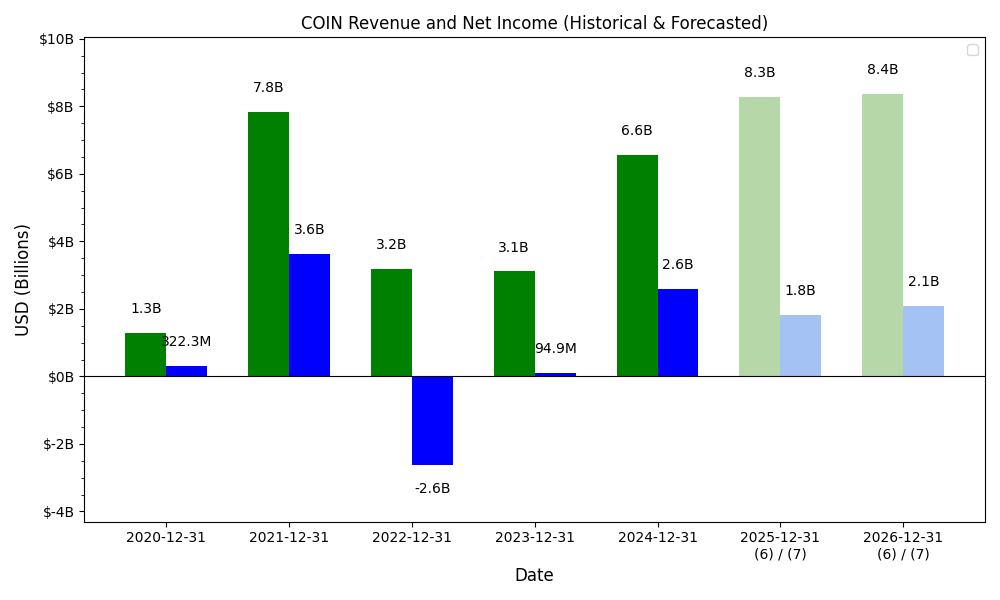 COIN Revenue and Net Income (Historical & Forecasted)
$10B
$8B
$6B
$4B
$2B
$0B
$-2B
$-4B
USD (Billions)
1.3B
322.3M
7.8B
3.6B
3.2B
-2.6B
3.1B
94.9M
6.6B
2.6B
8.3B
1.8B
8.4B
2.1B
2020-12-31
2021-12-31
2022-12-31
2023-12-31
2024-12-31
2025-12-31
(6) / (7)
2026-12-31
(6) / (7)
Date